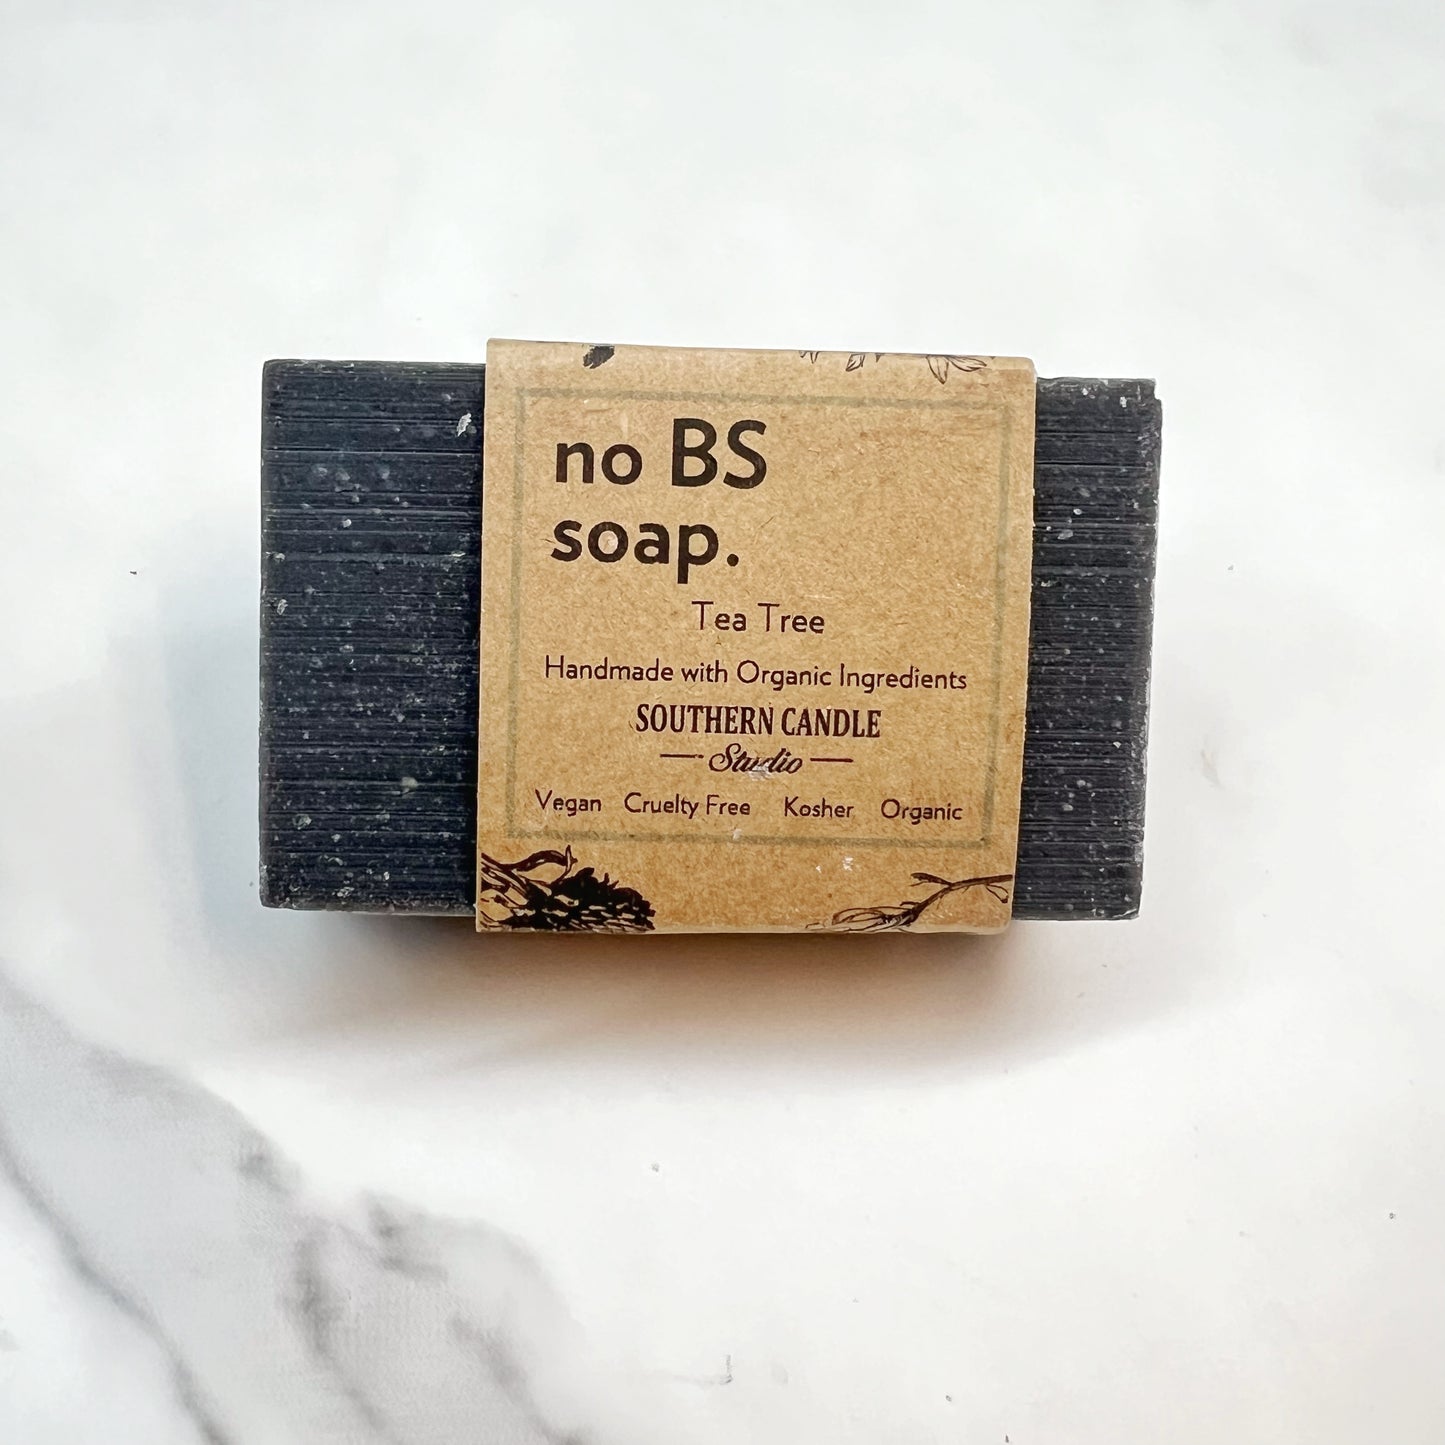 no BS
soap.
Tea Tree
Handmade with Organic Ingredients
SOUTHERN CANDLE
Studio
Vegan Cruelty Free Kosher Organic